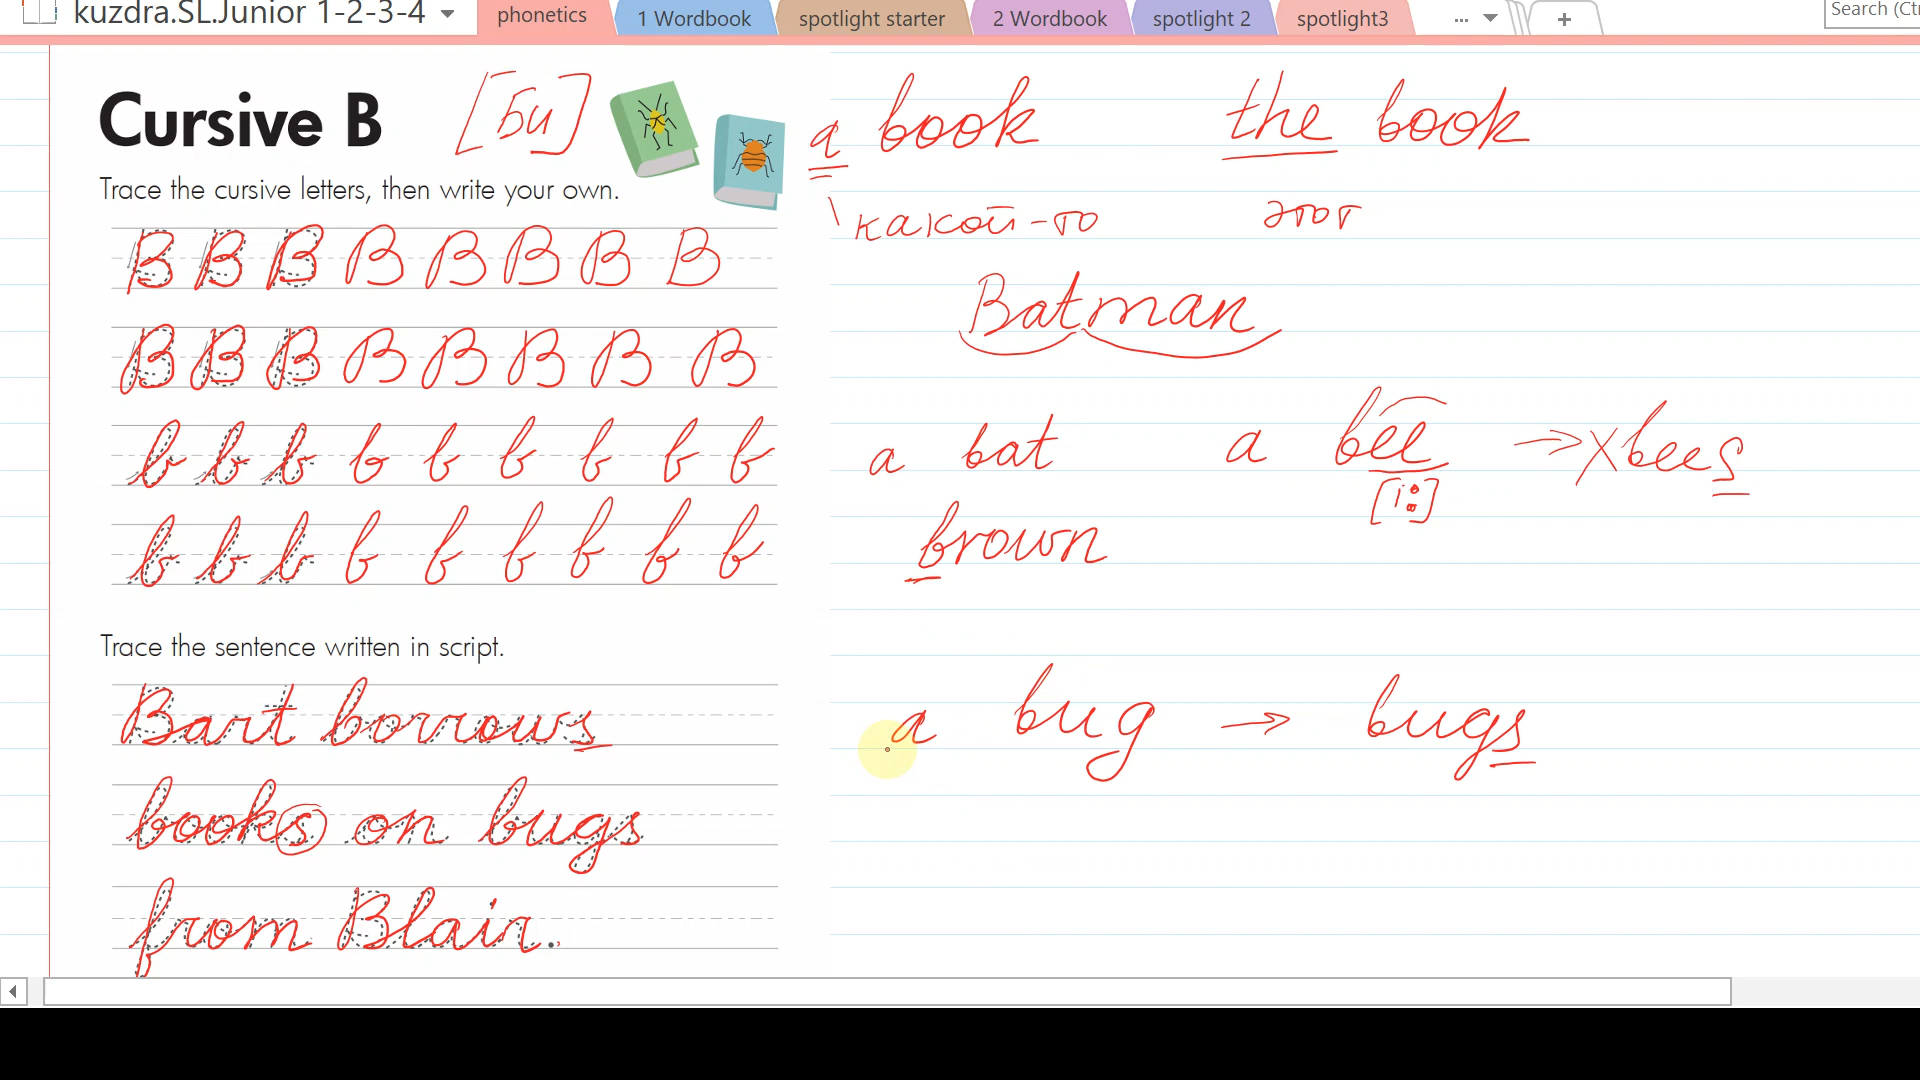 kuzdra.SL.Junior 1-2-3-4
phonetics
1 Wordbook
spotlight starter
2 Wordbook
spotlight 2
spotlight3
...
+
Search (Ct
Cursive B [би]
Trace the cursive letters, then write your own.
B B B B B B B B
B B B B B B B B
b b b b b b b b b
b b b b b b b b b
Trace the sentence written in script.
Bart borrows
books on bugs
from Blair.
a book the book
какой-то этот
Batman
a bat a bee → X bees
[i:]
brown
a bug → bugs